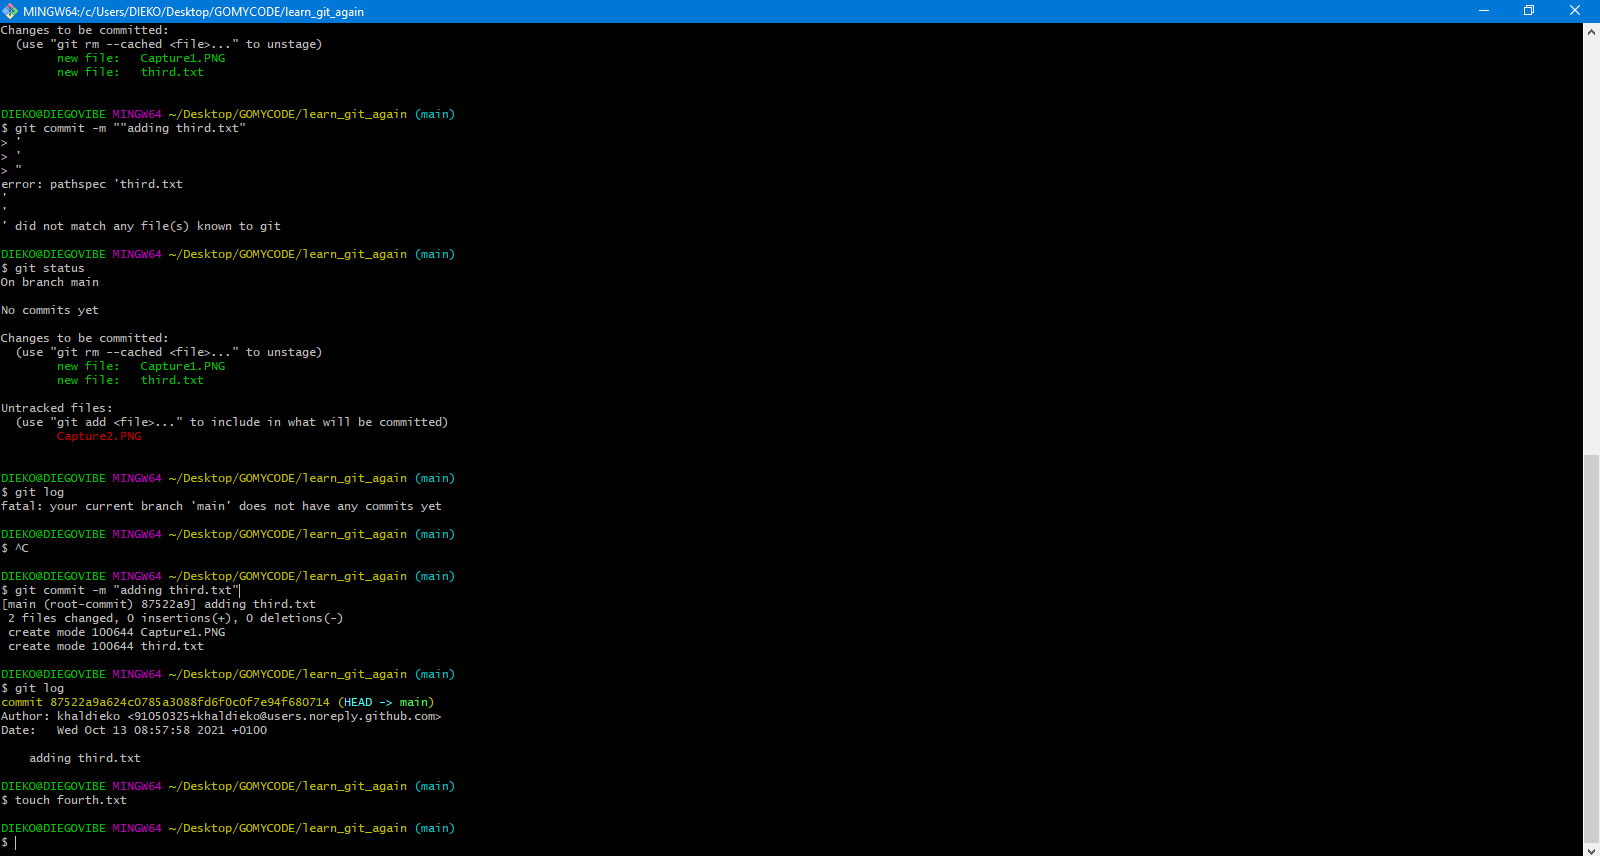 MINGW64:/c/Users/DIEKO/Desktop/GOMYCODE/learn_git_again
Changes to be committed:
  (use "git rm --cached <file>..." to unstage)
        new file:   Capture1.PNG
        new file:   third.txt
DIEKO@DIEGOVIBE MINGW64 ~/Desktop/GOMYCODE/learn_git_again (main)
$ git commit -m ""adding third.txt"
> '
> '
> "
error: pathspec 'third.txt
'
'
' did not match any file(s) known to git
DIEKO@DIEGOVIBE MINGW64 ~/Desktop/GOMYCODE/learn_git_again (main)
$ git status
On branch main
No commits yet
Changes to be committed:
  (use "git rm --cached <file>..." to unstage)
        new file:   Capture1.PNG
        new file:   third.txt
Untracked files:
  (use "git add <file>..." to include in what will be committed)
        Capture2.PNG
DIEKO@DIEGOVIBE MINGW64 ~/Desktop/GOMYCODE/learn_git_again (main)
$ git log
fatal: your current branch 'main' does not have any commits yet
DIEKO@DIEGOVIBE MINGW64 ~/Desktop/GOMYCODE/learn_git_again (main)
$ ^C
DIEKO@DIEGOVIBE MINGW64 ~/Desktop/GOMYCODE/learn_git_again (main)
$ git commit -m "adding third.txt"
[main (root-commit) 87522a9] adding third.txt
 2 files changed, 0 insertions(+), 0 deletions(-)
 create mode 100644 Capture1.PNG
 create mode 100644 third.txt
DIEKO@DIEGOVIBE MINGW64 ~/Desktop/GOMYCODE/learn_git_again (main)
$ git log
commit 87522a9a624c0785a3088fd6f0c0f7e94f680714 (HEAD -> main)
Author: khaldieko <91050325+khaldieko@users.noreply.github.com>
Date:   Wed Oct 13 08:57:58 2021 +0100
    adding third.txt
DIEKO@DIEGOVIBE MINGW64 ~/Desktop/GOMYCODE/learn_git_again (main)
$ touch fourth.txt
DIEKO@DIEGOVIBE MINGW64 ~/Desktop/GOMYCODE/learn_git_again (main)
$